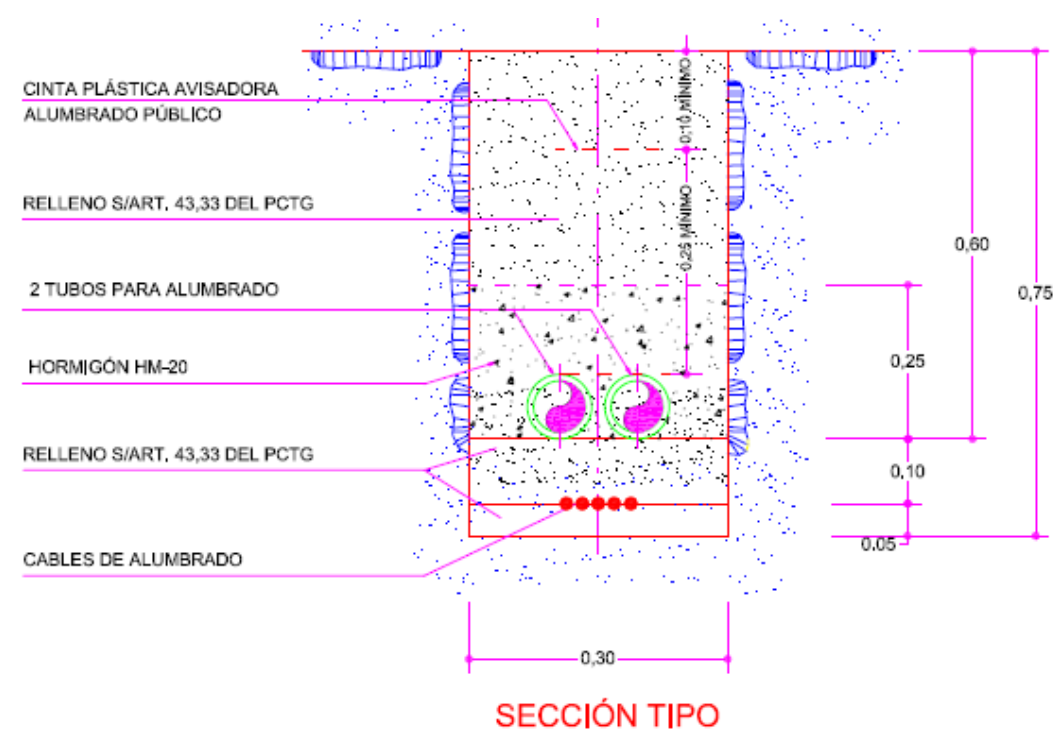 CINTA PLÁSTICA AVISADORA
ALUMBRADO PÚBLICO
RELLENO S/ART. 43,33 DEL PCTG
2 TUBOS PARA ALUMBRADO
HORMIGÓN HM-20
RELLENO S/ART. 43,33 DEL PCTG
CABLES DE ALUMBRADO
0,10 MÍNIMO
0,25 MÍNIMO
0,60
0,75
0,25
0,10
0.05
0,30
SECCIÓN TIPO